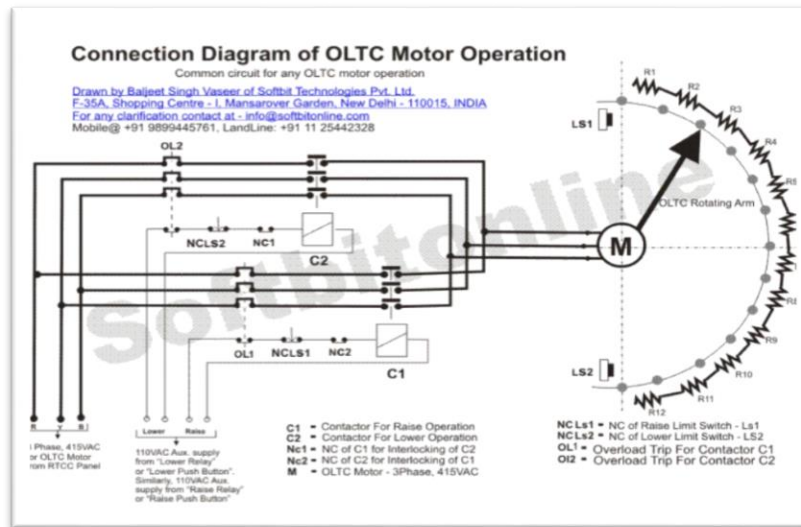 Connection Diagram of OLTC Motor Operation
Common circuit for any OLTC motor operation
Drawn by Baljeet Singh Vaseer of Softbit Technologies Pvt. Ltd.
F-35A, Shopping Centre - I, Mansarover Garden, New Delhi - 110015, INDIA
For any clarification contact at - info@softbitonline.com
Mobile@ +91 9899445761, LandLine: +91 11 25442328
OL2
NCLS2
NC1
C2
OL1
NCLS1
NC2
C1
Softbitonline
R1
R2
R3
R4
R5
R8
R9
R10
R11
R12
LS1
OLTC Rotating Arm
M
LS2
R
Y
B
Phase, 415VAC
or OLTC Motor
rom RTCC Panel
Lower
Raise
110VAC Aux. supply
from "Lower Relay"
or "Lower Push Button".
Similarly, 110VAC Aux.
supply from "Raise Relay"
or "Raise Push Button"
C1 = Contactor For Raise Operation
C2 = Contactor For Lower Operation
Nc1 = NC of C1 for Interlocking of C2
Nc2 = NC of C2 for Interlocking of C1
M = OLTC Motor - 3Phase, 415VAC
NCLs1 = NC of Raise Limit Switch - Ls1
NCLs2 = NC of Lower Limit Switch - LS2
OL1 = Overload Trip For Contactor C1
Ol2 = Overload Trip For Contactor C2